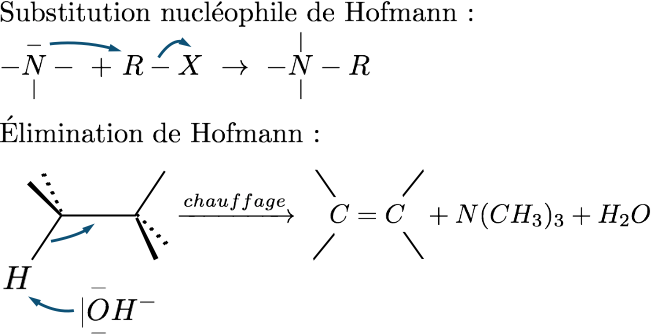 Substitution nucléophile de Hofmann :
−N− + R − X → −N − R
Élimination de Hofmann :
chauffage
C = C + N(CH₃)₃ + H₂O
H
|OH⁻